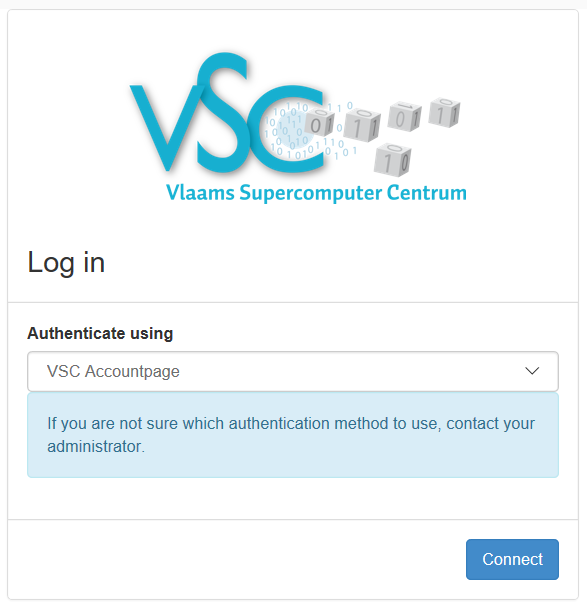 VSC
Vlaams Supercomputer Centrum
Log in
Authenticate using
VSC Accountpage
If you are not sure which authentication method to use, contact your
administrator.
Connect